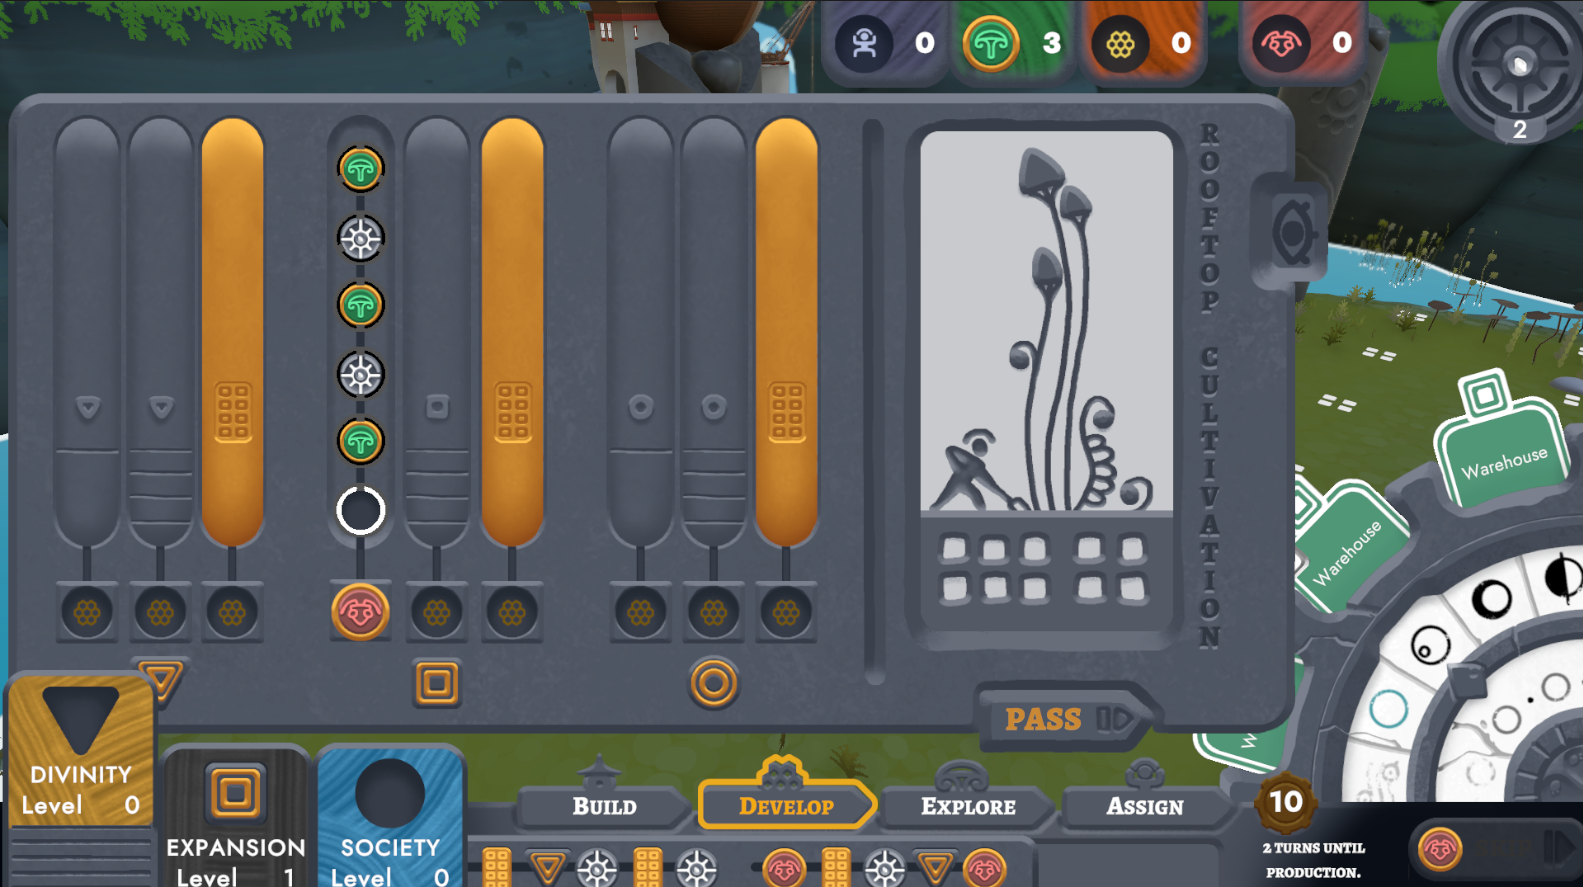 0
3
0
0
2
ROOFTOP CULTIVATION
Warehouse
Warehouse
W
PASS
DIVINITY
Level 0
EXPANSION
Level 1
SOCIETY
Level 0
BUILD
DEVELOP
EXPLORE
ASSIGN
10
2 TURNS UNTIL
PRODUCTION.